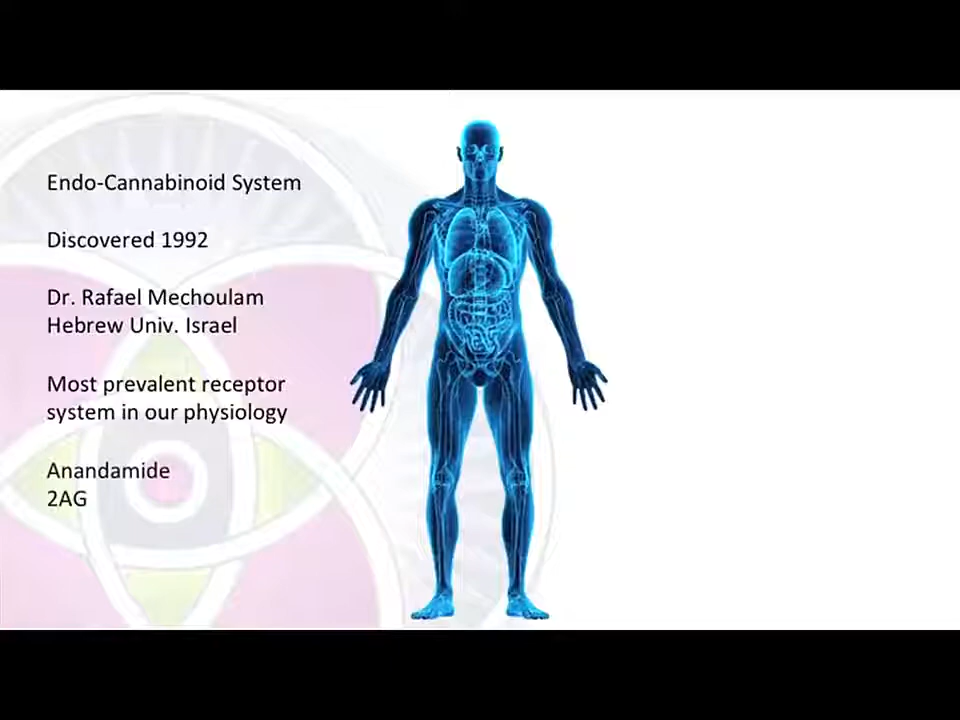 Endo-Cannabinoid System
Discovered 1992
Dr. Rafael Mechoulam
Hebrew Univ. Israel
Most prevalent receptor
system in our physiology
Anandamide
2AG